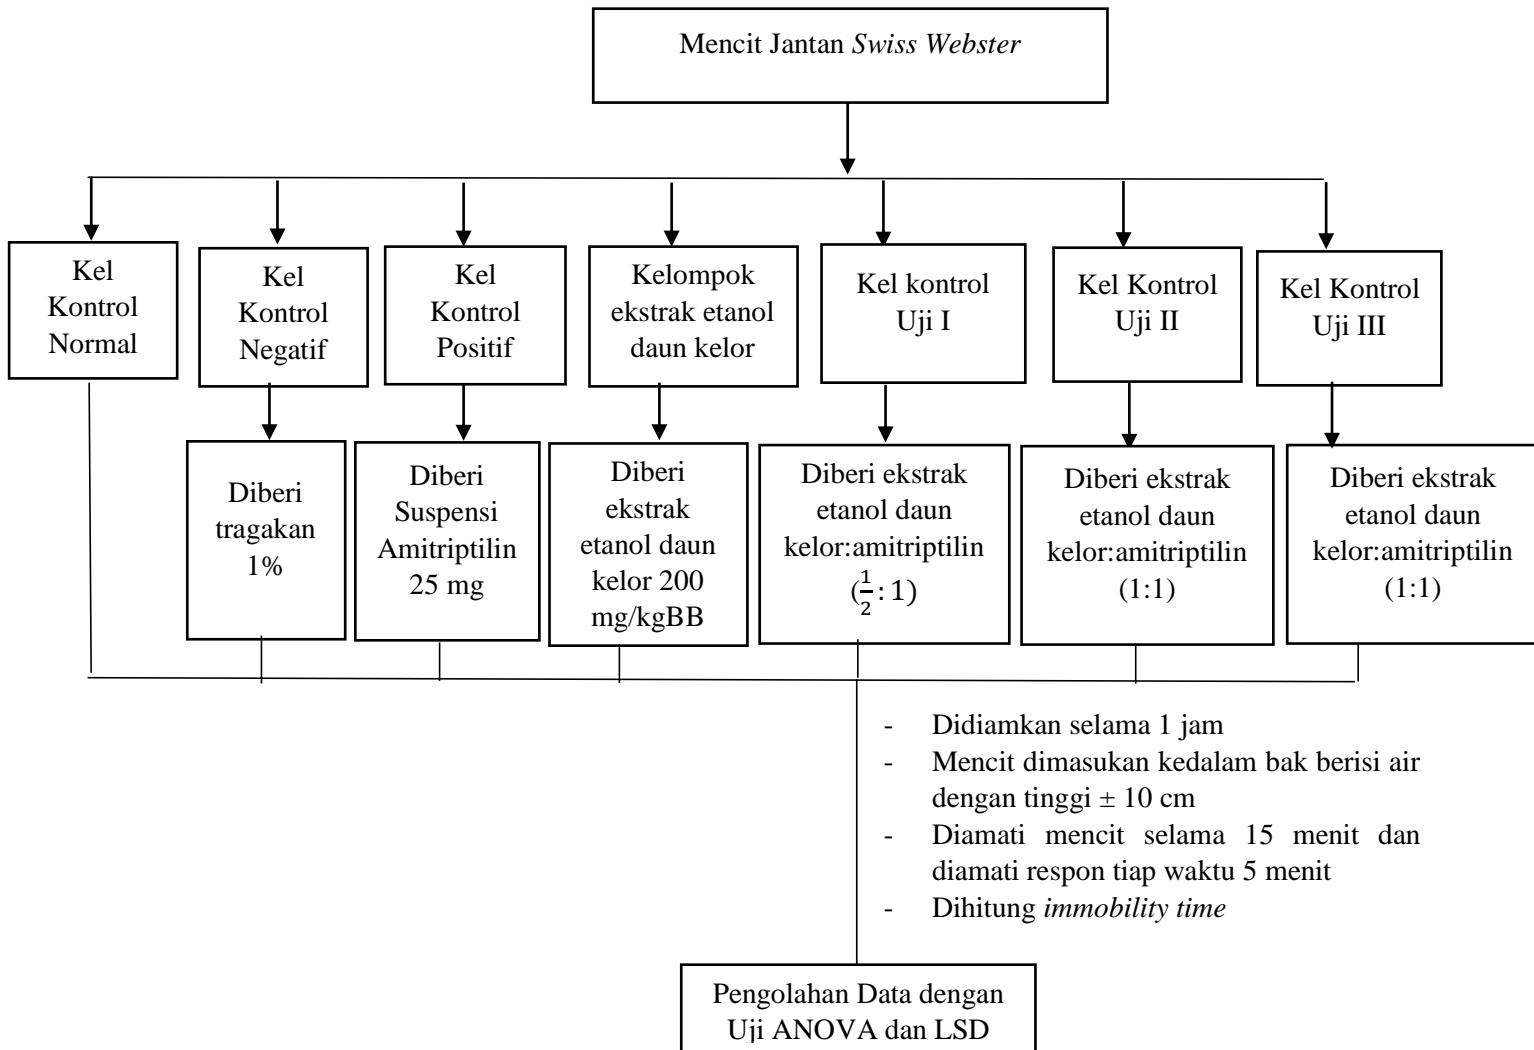 Mencit Jantan Swiss Webster
Kel
Kontrol
Normal
Kel
Kontrol
Negatif
Kel
Kontrol
Positif
Kelompok
ekstrak etanol
daun kelor
Kel kontrol
Uji I
Kel Kontrol
Uji II
Kel Kontrol
Uji III
Diberi
tragakan
1%
Diberi
Suspensi
Amitriptilin
25 mg
Diberi
ekstrak
etanol daun
kelor 200
mg/kgBB
Diberi ekstrak
etanol daun
kelor:amitriptilin
(1/2 : 1)
Diberi ekstrak
etanol daun
kelor:amitriptilin
(1:1)
Diberi ekstrak
etanol daun
kelor:amitriptilin
(1:1)
- Didiamkan selama 1 jam
- Mencit dimasukan kedalam bak berisi air
dengan tinggi ± 10 cm
- Diamati mencit selama 15 menit dan
diamati respon tiap waktu 5 menit
- Dihitung immobility time
Pengolahan Data dengan
Uji ANOVA dan LSD